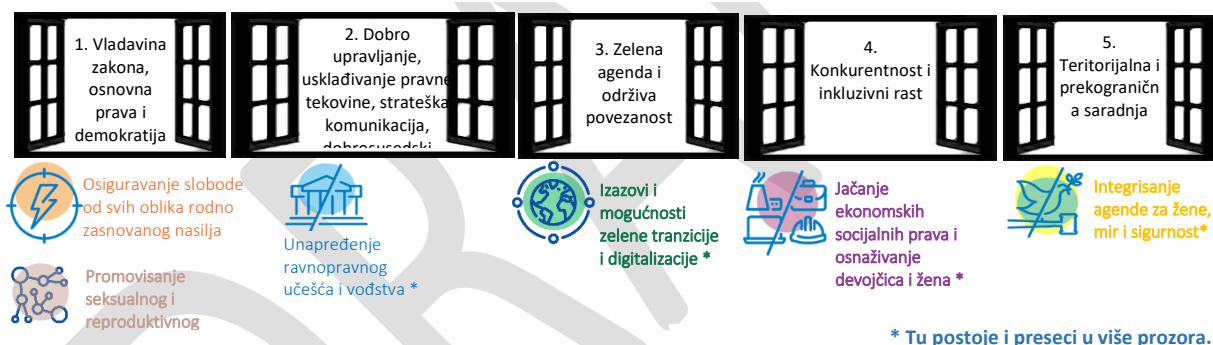 1. Vladavina
zakona,
osnovna
prava i
demokratija
2. Dobro
upravljanje,
usklađivanje pravne
tekovine, strateška
komunikacija,
dobrosusedski
3. Zelena
agenda i
održiva
povezanost
4.
Konkurentnost i
inkluzivni rast
5.
Teritorijalna i
prekograničn
a saradnja
Osiguravanje slobode
od svih oblika rodno
zasnovanog nasilja
Promovisanje
seksualnog i
reproduktivnog
Unapređenje
ravnopravnog
učešća i vođstva *
Izazovi i
mogućnosti
zelene tranzicije
i digitalizacije *
Jačanje
ekonomskih
socijalnih prava i
osnaživanje
devojčica i žena *
Integrisanje
agende za žene,
mir i sigurnost*
* Tu postoje i preseci u više prozora.